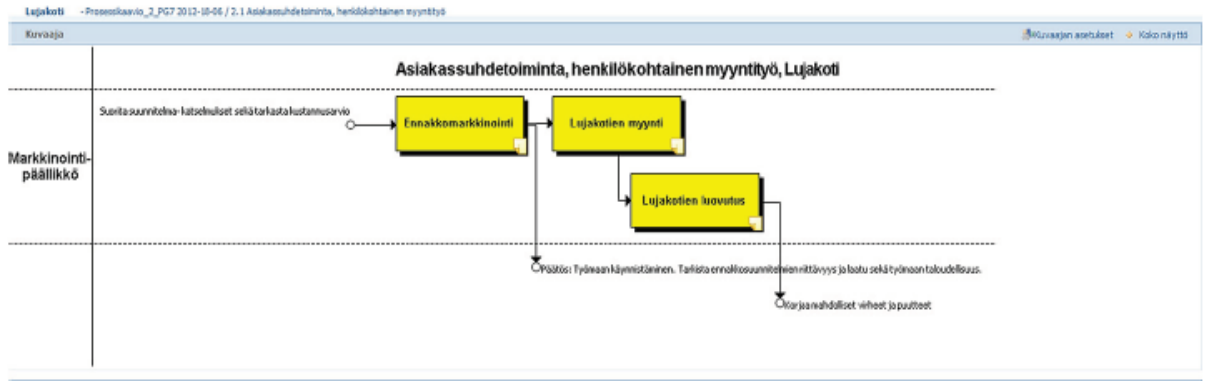 Lujakoti - Prosessikaavio_2_PG7 2012-10-06 / 2.1 Asiakassuhdetoiminta, henkilökohtainen myyntityö
Kuvaaja
Kuvaajan asetukset Koko näyttö
Asiakassuhdetoiminta, henkilökohtainen myyntityö, Lujakoti
Suorita suunnitelma- katselmukset sekä tarkasta kustannusarvio
Ennakkomarkkinointi
Lujakotien myynti
Markkinointi-
päällikkö
Lujakotien luovutus
Päätös: Työmaan käynnistäminen. Tarkista ennakkosuunnitelmien riittävyys ja laatu sekä työmaan taloudellisuus.
Korjaa mahdolliset virheet ja puutteet